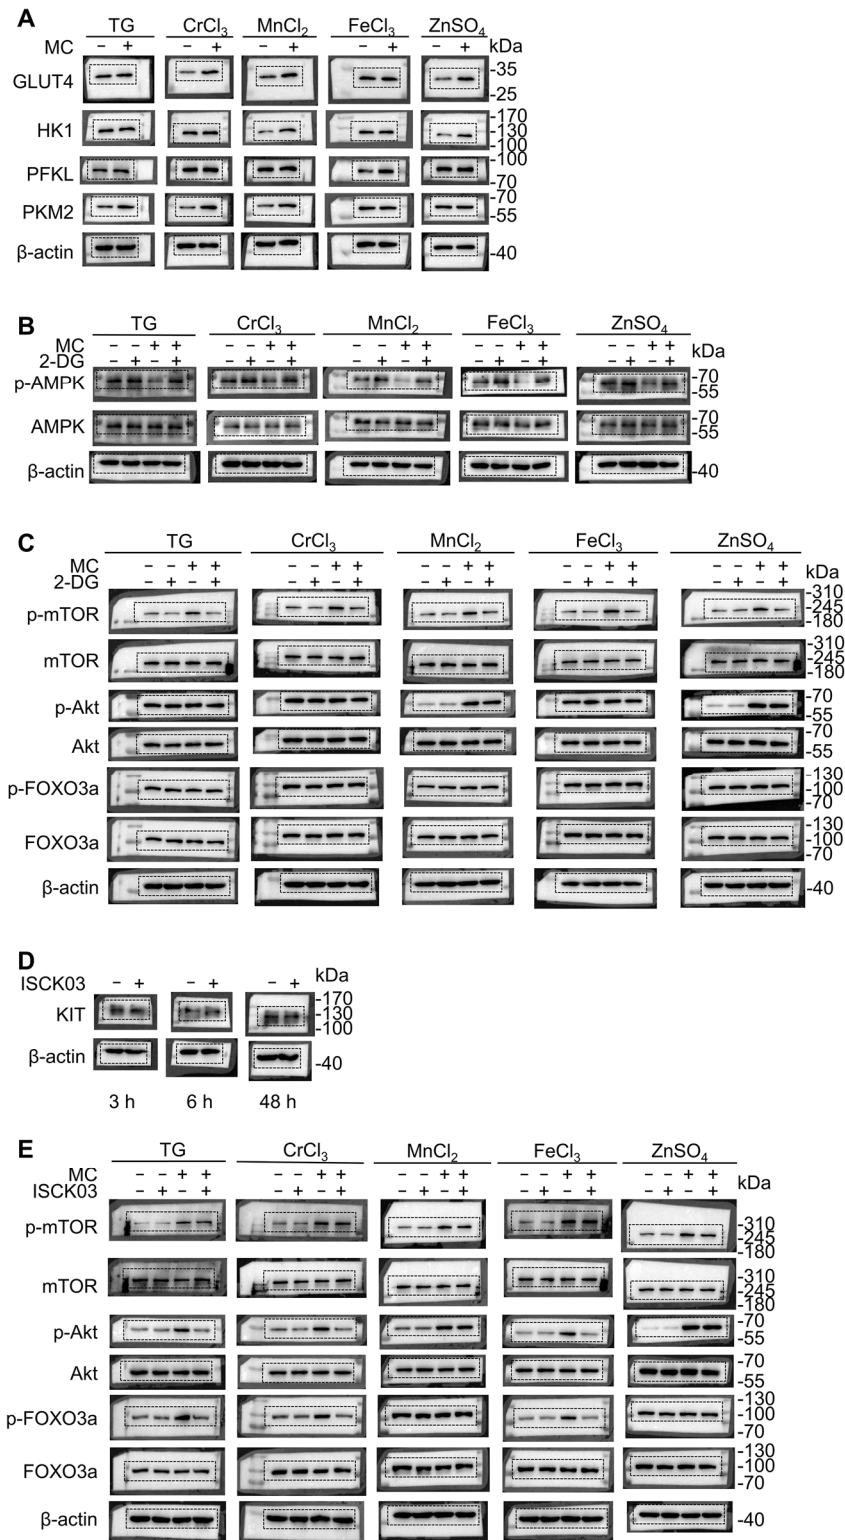 A
TG CrCl3 MnCl2 FeCl3 ZnSO4
MC – + – + – + – + – + kDa
GLUT4 -35
-25
HK1 -170
-130
-100
PFKL -100
-70
PKM2 -70
-55
β-actin -40
B
TG CrCl3 MnCl2 FeCl3 ZnSO4
MC – – + + – – + + – – + + – – + + – – + +
2-DG – + – + – + – + – + – + – + – + – + – + kDa
p-AMPK -70
-55
AMPK -70
-55
β-actin -40
C
TG CrCl3 MnCl2 FeCl3 ZnSO4
MC – – + + – – + + – – + + – – + + – – + +
2-DG – + – + – + – + – + – + – + – + – + – + kDa
p-mTOR -310
-245
-180
mTOR -310
-245
-180
p-Akt -70
-55
Akt -70
-55
p-FOXO3a -130
-100
-70
FOXO3a -130
-100
-70
β-actin -40
D
ISCK03 – + – + – + kDa
KIT -170
-130
-100
β-actin -40
3 h 6 h 48 h
E
TG CrCl3 MnCl2 FeCl3 ZnSO4
MC – – + + – – + + – – + + – – + + – – + +
ISCK03 – + – + – + – + – + – + – + – + – + – + kDa
p-mTOR -310
-245
-180
mTOR -310
-245
-180
p-Akt -70
-55
Akt -70
-55
p-FOXO3a -130
-100
-70
FOXO3a -130
-100
-70
β-actin -40